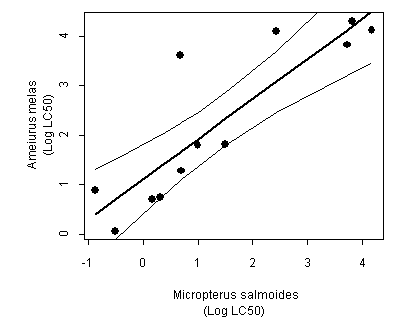 Ameiurus melas
(Log LC50)
4
3
2
1
0
-1 0 1 2 3 4
Micropterus salmoides
(Log LC50)